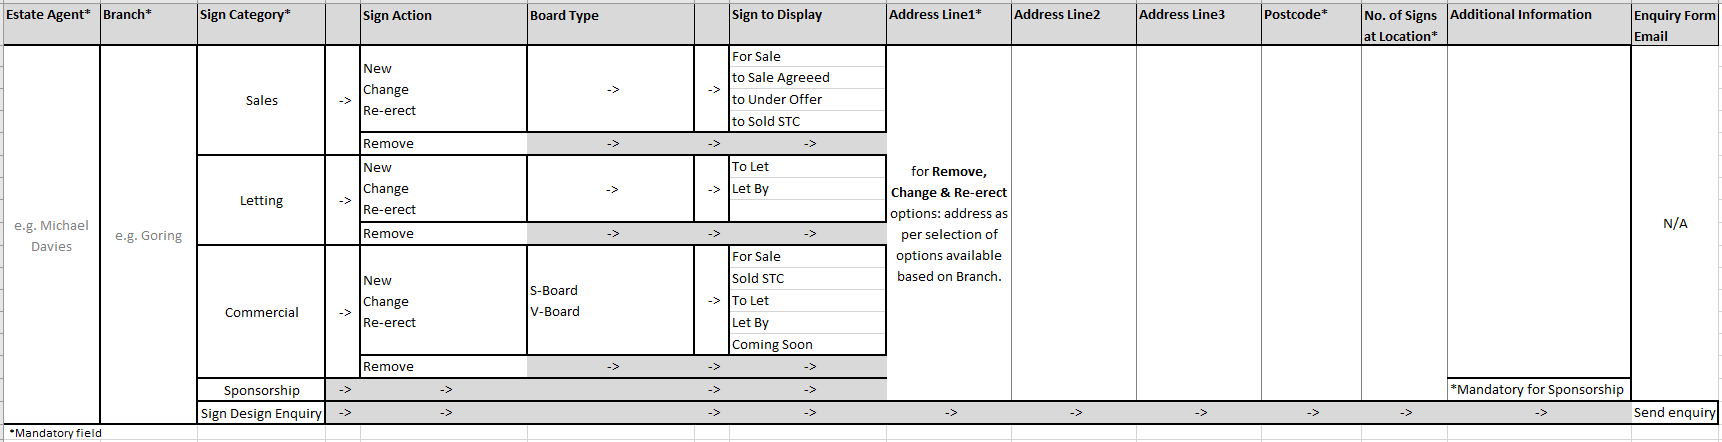 Estate Agent* Branch* Sign Category* Sign Action Board Type Sign to Display Address Line1* Address Line2 Address Line3 Postcode* No. of Signs at Location* Additional Information Enquiry Form Email
e.g. Michael Davies
e.g. Goring
Sales -> New
Change
Re-erect
-> -> For Sale
to Sale Agreeed
to Under Offer
to Sold STC
Remove -> -> ->
Letting -> New
Change
Re-erect
-> -> To Let
Let By
Remove -> -> ->
Commercial -> New
Change
Re-erect
S-Board
V-Board
-> For Sale
Sold STC
To Let
Let By
Coming Soon
Remove -> -> ->
for Remove,
Change & Re-erect
options: address as
per selection of
options available
based on Branch.
N/A
Sponsorship -> -> -> -> *Mandatory for Sponsorship
Sign Design Enquiry -> -> -> -> -> -> -> -> -> -> Send enquiry
*Mandatory field